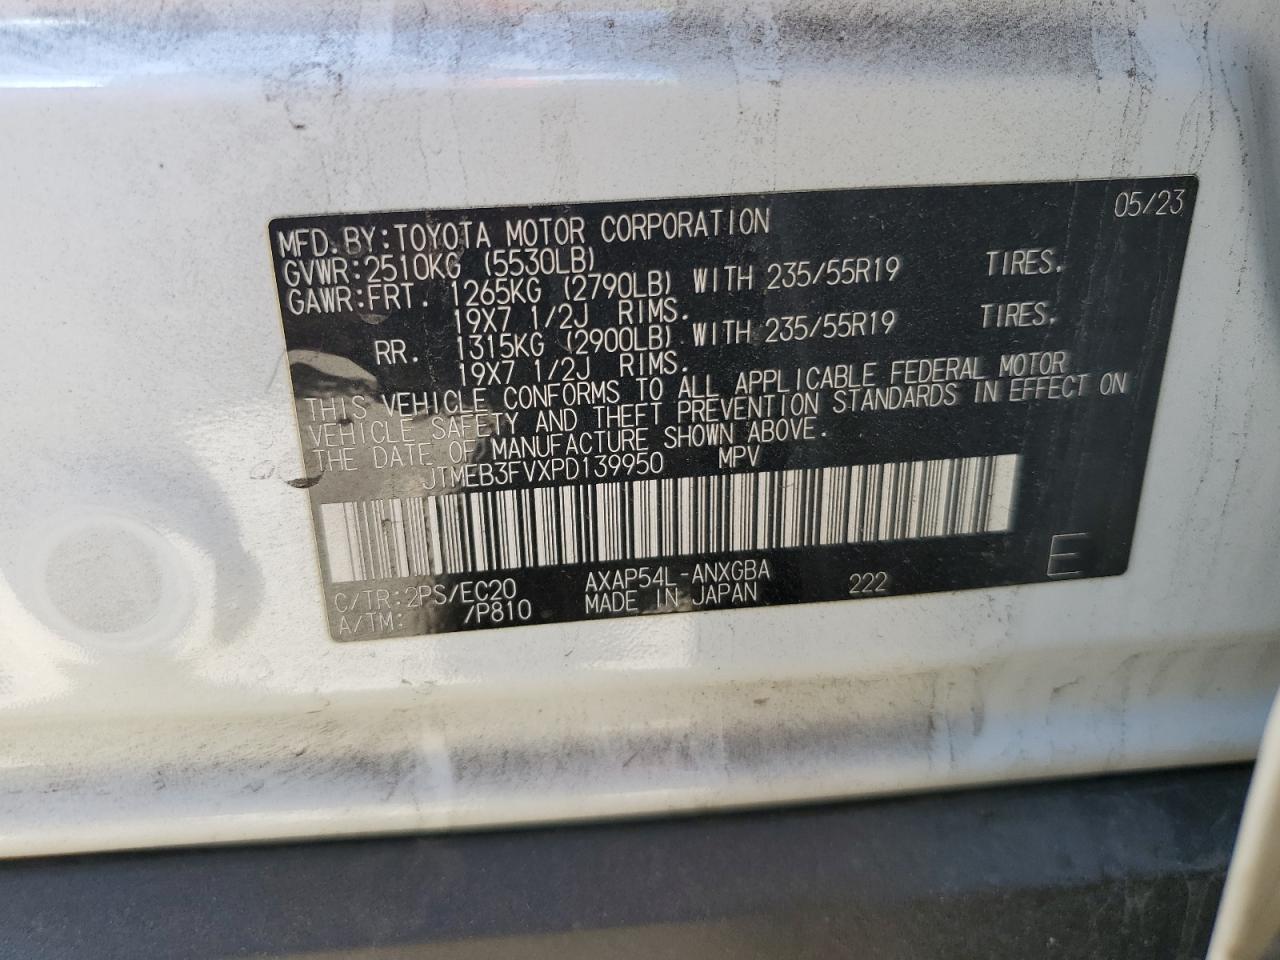 05/23
MFD.BY:TOYOTA MOTOR CORPORATION
GVWR:2510KG (5530LB)
GAWR:FRT. 1265KG (2790LB) WITH 235/55R19 TIRES.
19X7 1/2J RIMS.
RR. 1315KG (2900LB) WITH 235/55R19 TIRES.
19X7 1/2J RIMS.
THIS VEHICLE CONFORMS TO ALL APPLICABLE FEDERAL MOTOR
VEHICLE SAFETY AND THEFT PREVENTION STANDARDS IN EFFECT ON
THE DATE OF MANUFACTURE SHOWN ABOVE.
JTMEB3FVXPD139950 MPV
C/TR:2PS/EC20 AXAP54L-ANXGBA 222 E
A/TM: /P810 MADE IN JAPAN